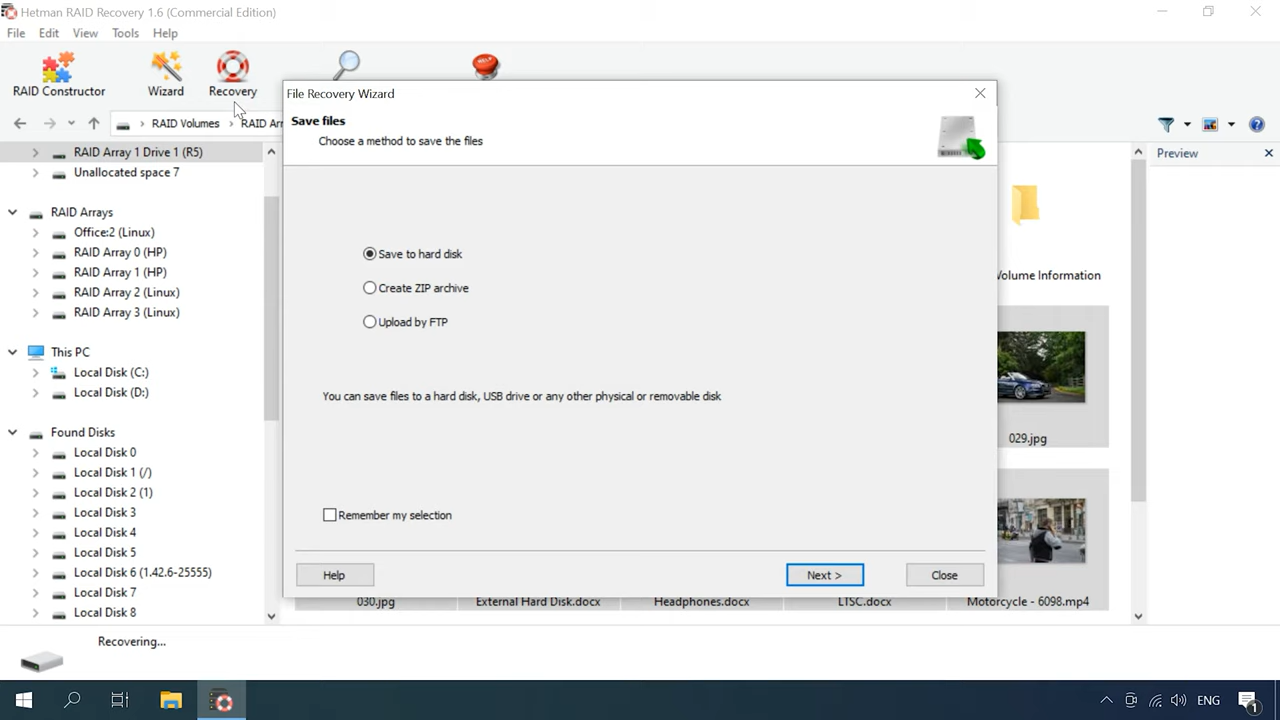 Hetman RAID Recovery 1.6 (Commercial Edition)
File Edit View Tools Help
RAID Constructor Wizard Recovery
HELP
RAID Volumes RAID Arr
File Recovery Wizard
Save files
Choose a method to save the files
Preview
RAID Array 1 Drive 1 (R5)
Unallocated space 7
RAID Arrays
Office:2 (Linux)
RAID Array 0 (HP)
RAID Array 1 (HP)
RAID Array 2 (Linux)
RAID Array 3 (Linux)
This PC
Local Disk (C:)
Local Disk (D:)
Found Disks
Local Disk 0
Local Disk 1 (/)
Local Disk 2 (1)
Local Disk 3
Local Disk 4
Local Disk 5
Local Disk 6 (1.42.6-25555)
Local Disk 7
Local Disk 8
Save to hard disk
Create ZIP archive
Upload by FTP
You can save files to a hard disk, USB drive or any other physical or removable disk
Remember my selection
Help Next > Close
Volume Information
029.jpg
030.jpg External Hard Disk.docx Headphones.docx LTSC.docx Motorcycle - 6098.mp4
Recovering...
ENG
1